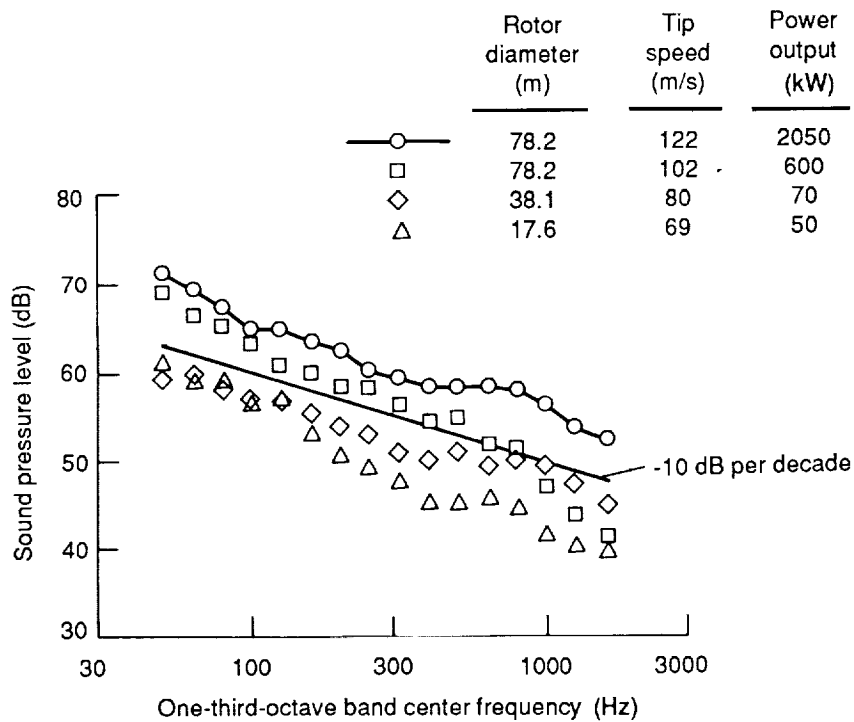 Rotor diameter (m) Tip speed (m/s) Power output (kW)
78.2 122 2050
78.2 102 600
38.1 80 70
17.6 69 50
80
70
60
50
40
30
Sound pressure level (dB)
-10 dB per decade
30 100 300 1000 3000
One-third-octave band center frequency (Hz)